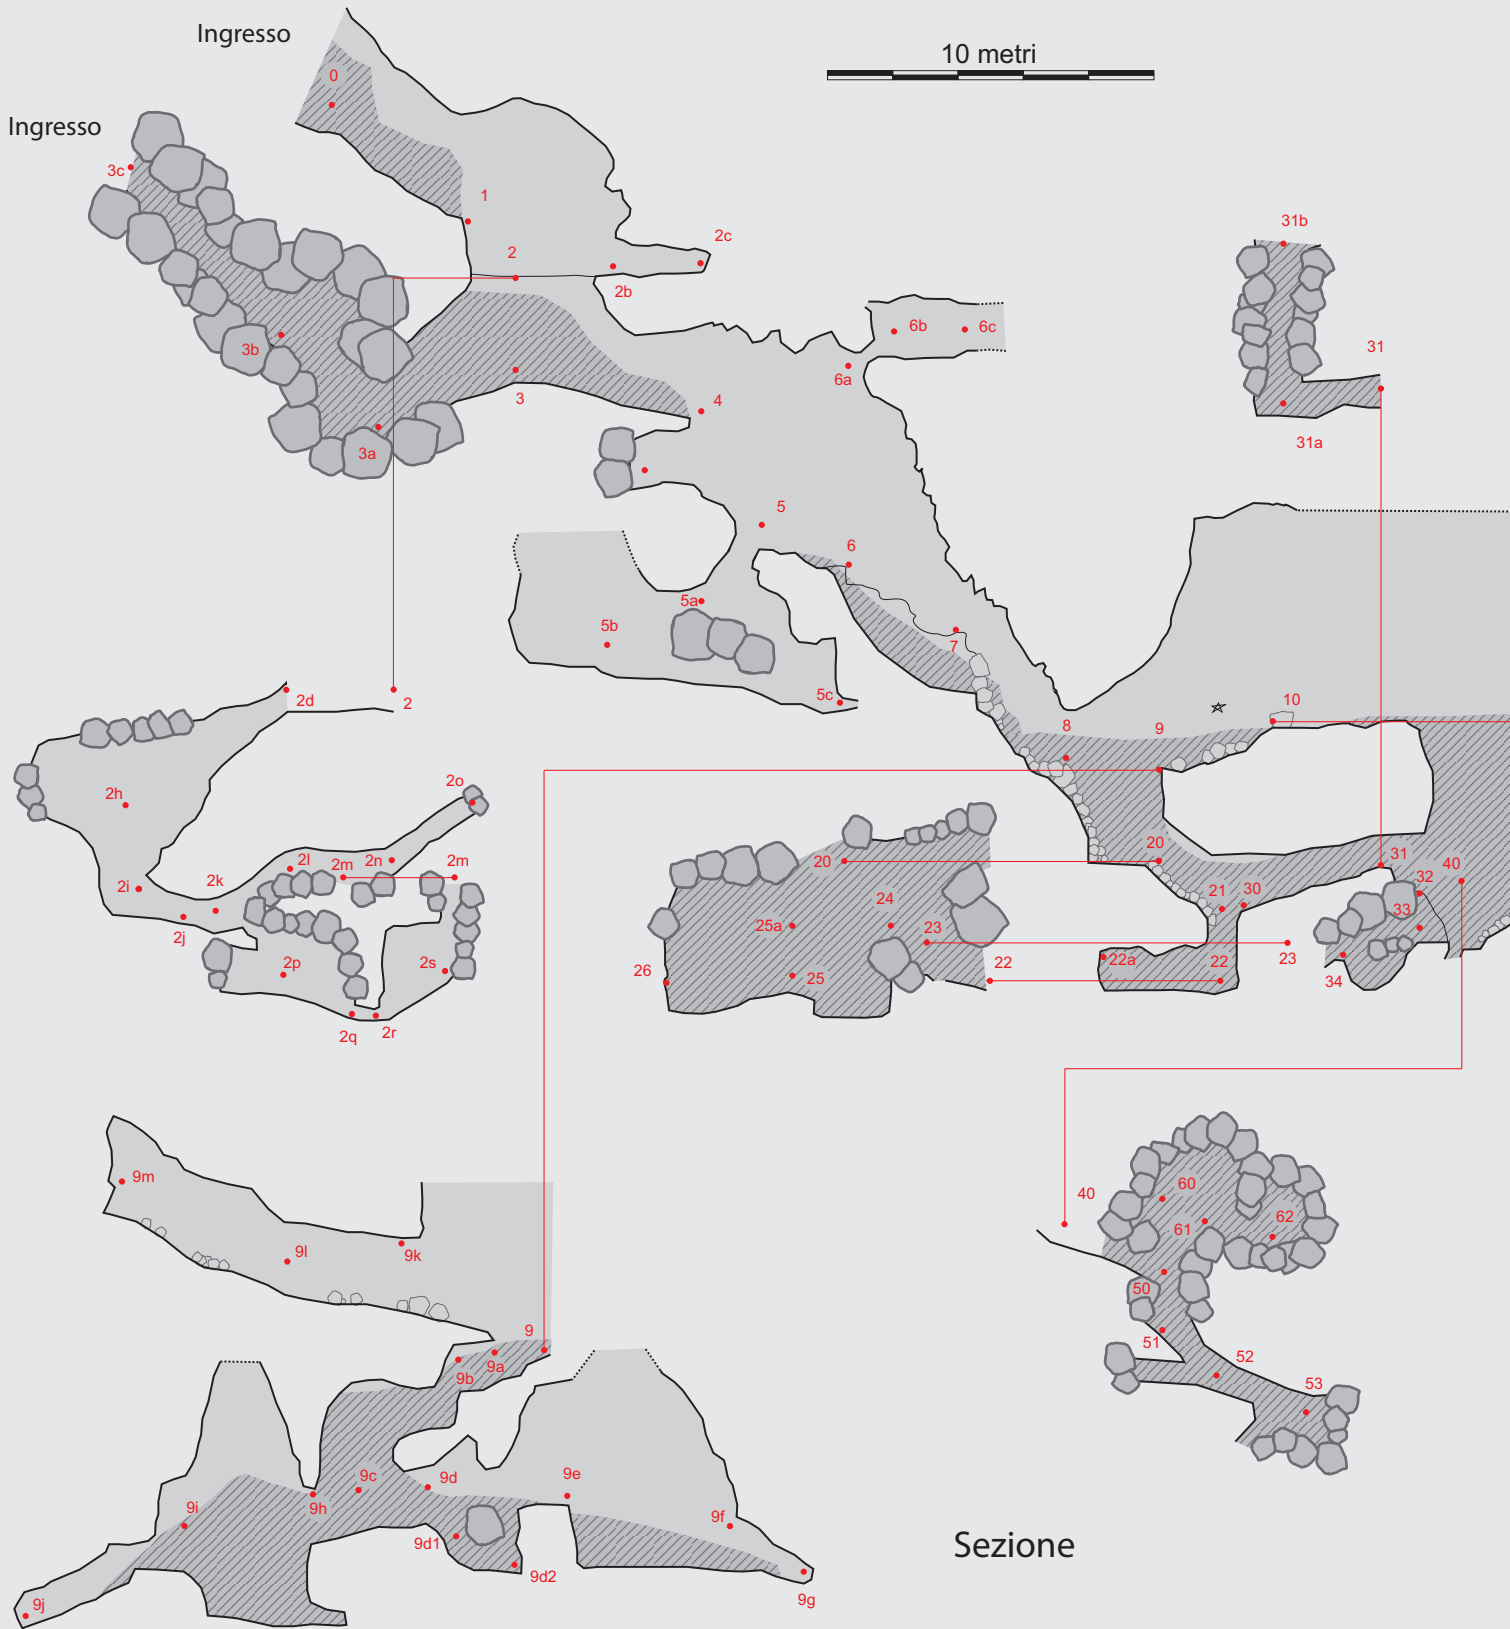 Ingresso
10 metri
0
Ingresso
3c
1
2c
31b
2
2b
6b
6c
3b
6a
31
3
4
3a
31a
5
6
5a
5b
7
2d
2
5c
10
8
9
2h
2o
2l
2n
2m
2m
20
20
31
40
32
2i
2k
24
21
30
33
25a
23
2j
2p
2s
26
25
22
22a
22
23
34
2q
2r
9m
40
60
62
61
9l
9k
50
9
51
9a
52
9b
53
9c
9d
9e
9h
9i
9f
9d1
9d2
Sezione
9j
9g